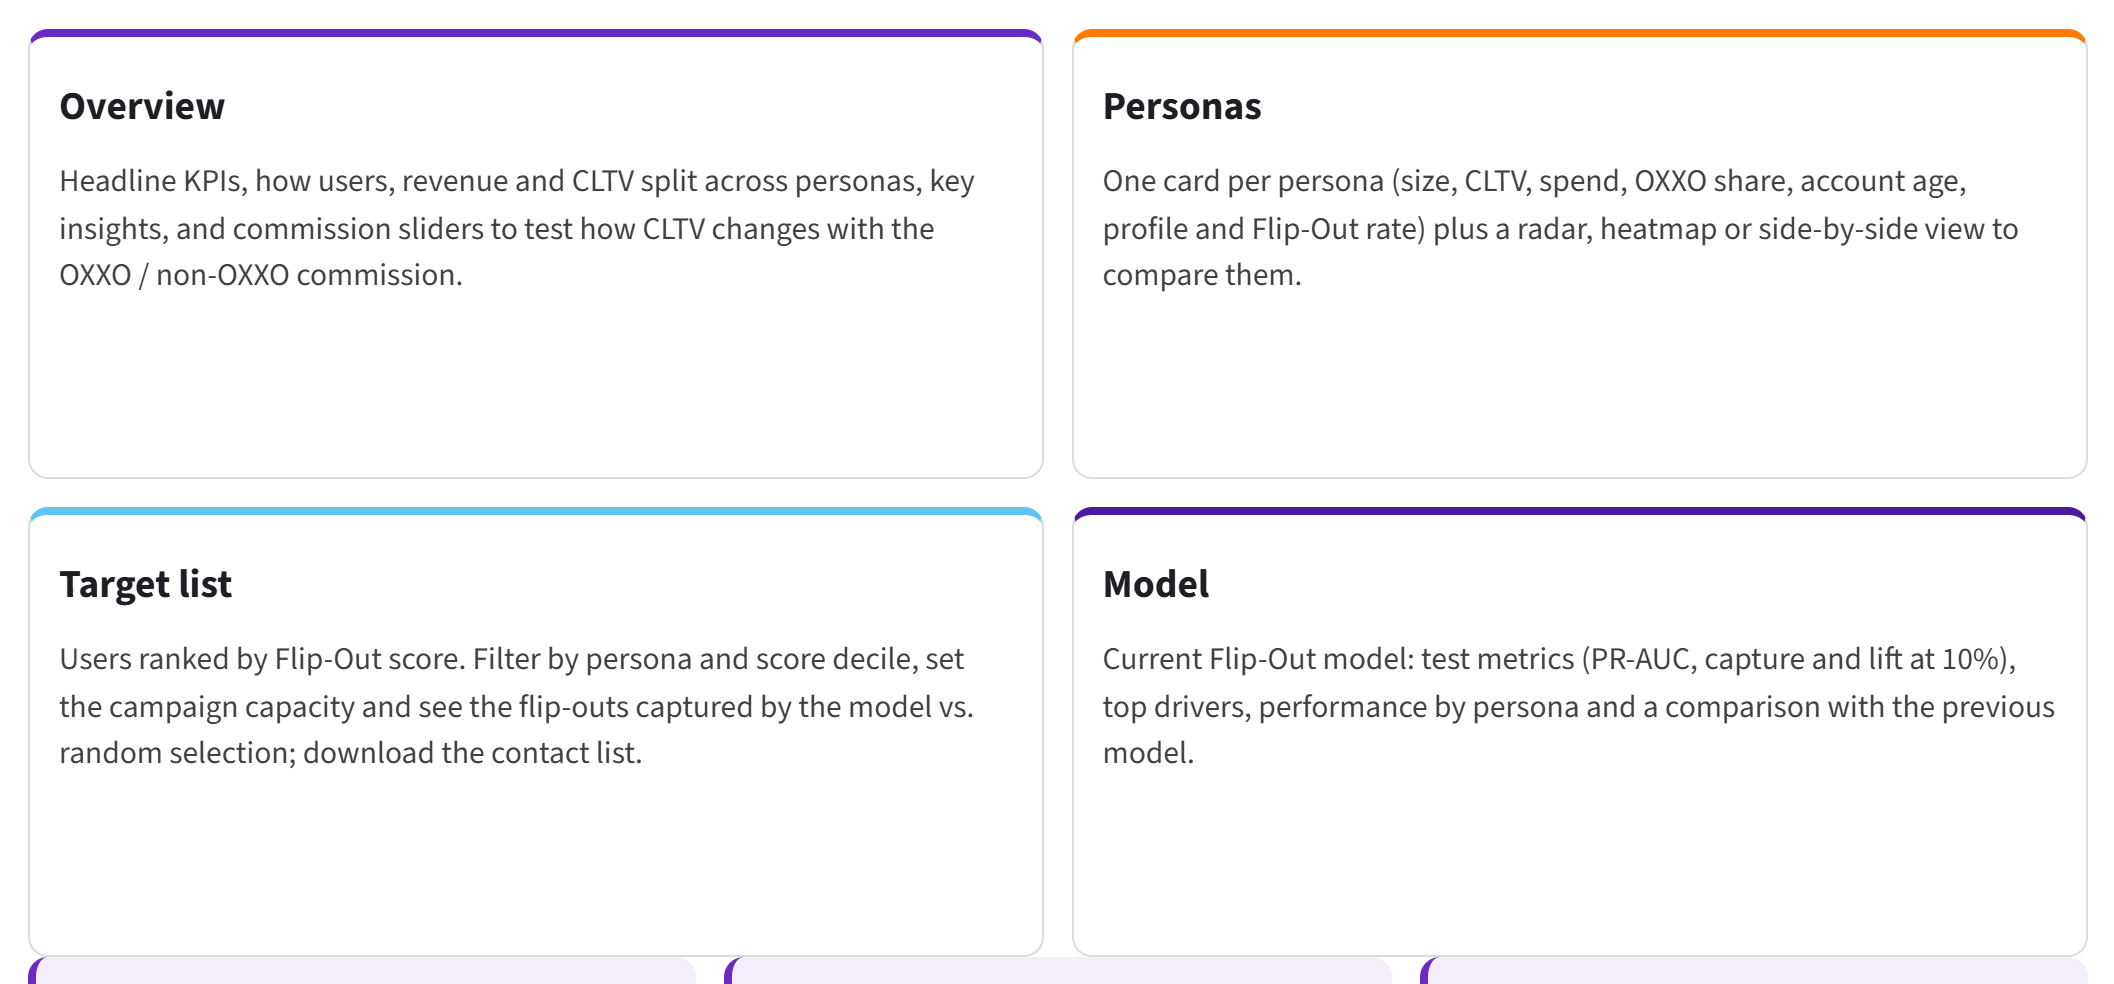 Overview
Headline KPIs, how users, revenue and CLTV split across personas, key
insights, and commission sliders to test how CLTV changes with the
OXXO / non-OXXO commission.
Personas
One card per persona (size, CLTV, spend, OXXO share, account age,
profile and Flip-Out rate) plus a radar, heatmap or side-by-side view to
compare them.
Target list
Users ranked by Flip-Out score. Filter by persona and score decile, set
the campaign capacity and see the flip-outs captured by the model vs.
random selection; download the contact list.
Model
Current Flip-Out model: test metrics (PR-AUC, capture and lift at 10%),
top drivers, performance by persona and a comparison with the previous
model.